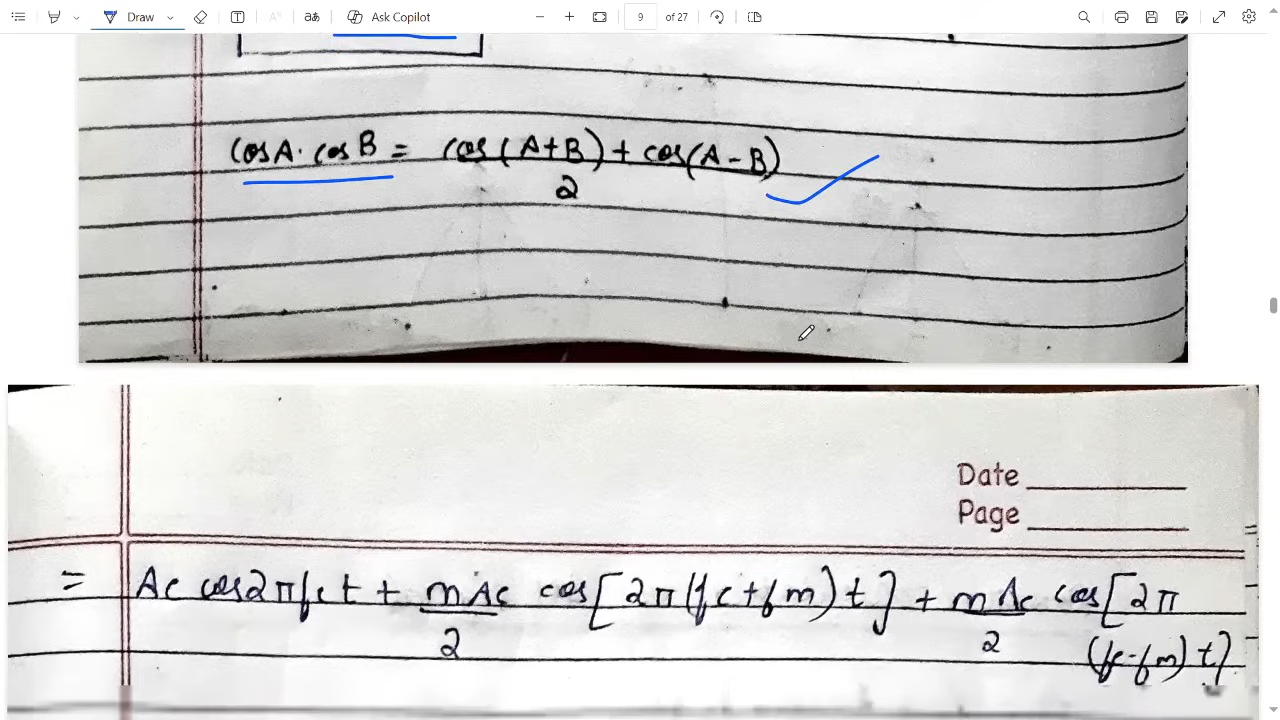 Draw Ask Copilot 9 of 27
cosA. cosB = cos(A+B) + cos(A-B)
2
Date
Page
= Ac cos2πfct + mAc cos[2π(fc+fm)t] + mAc cos[2π
2 2 (fc-fm)t]